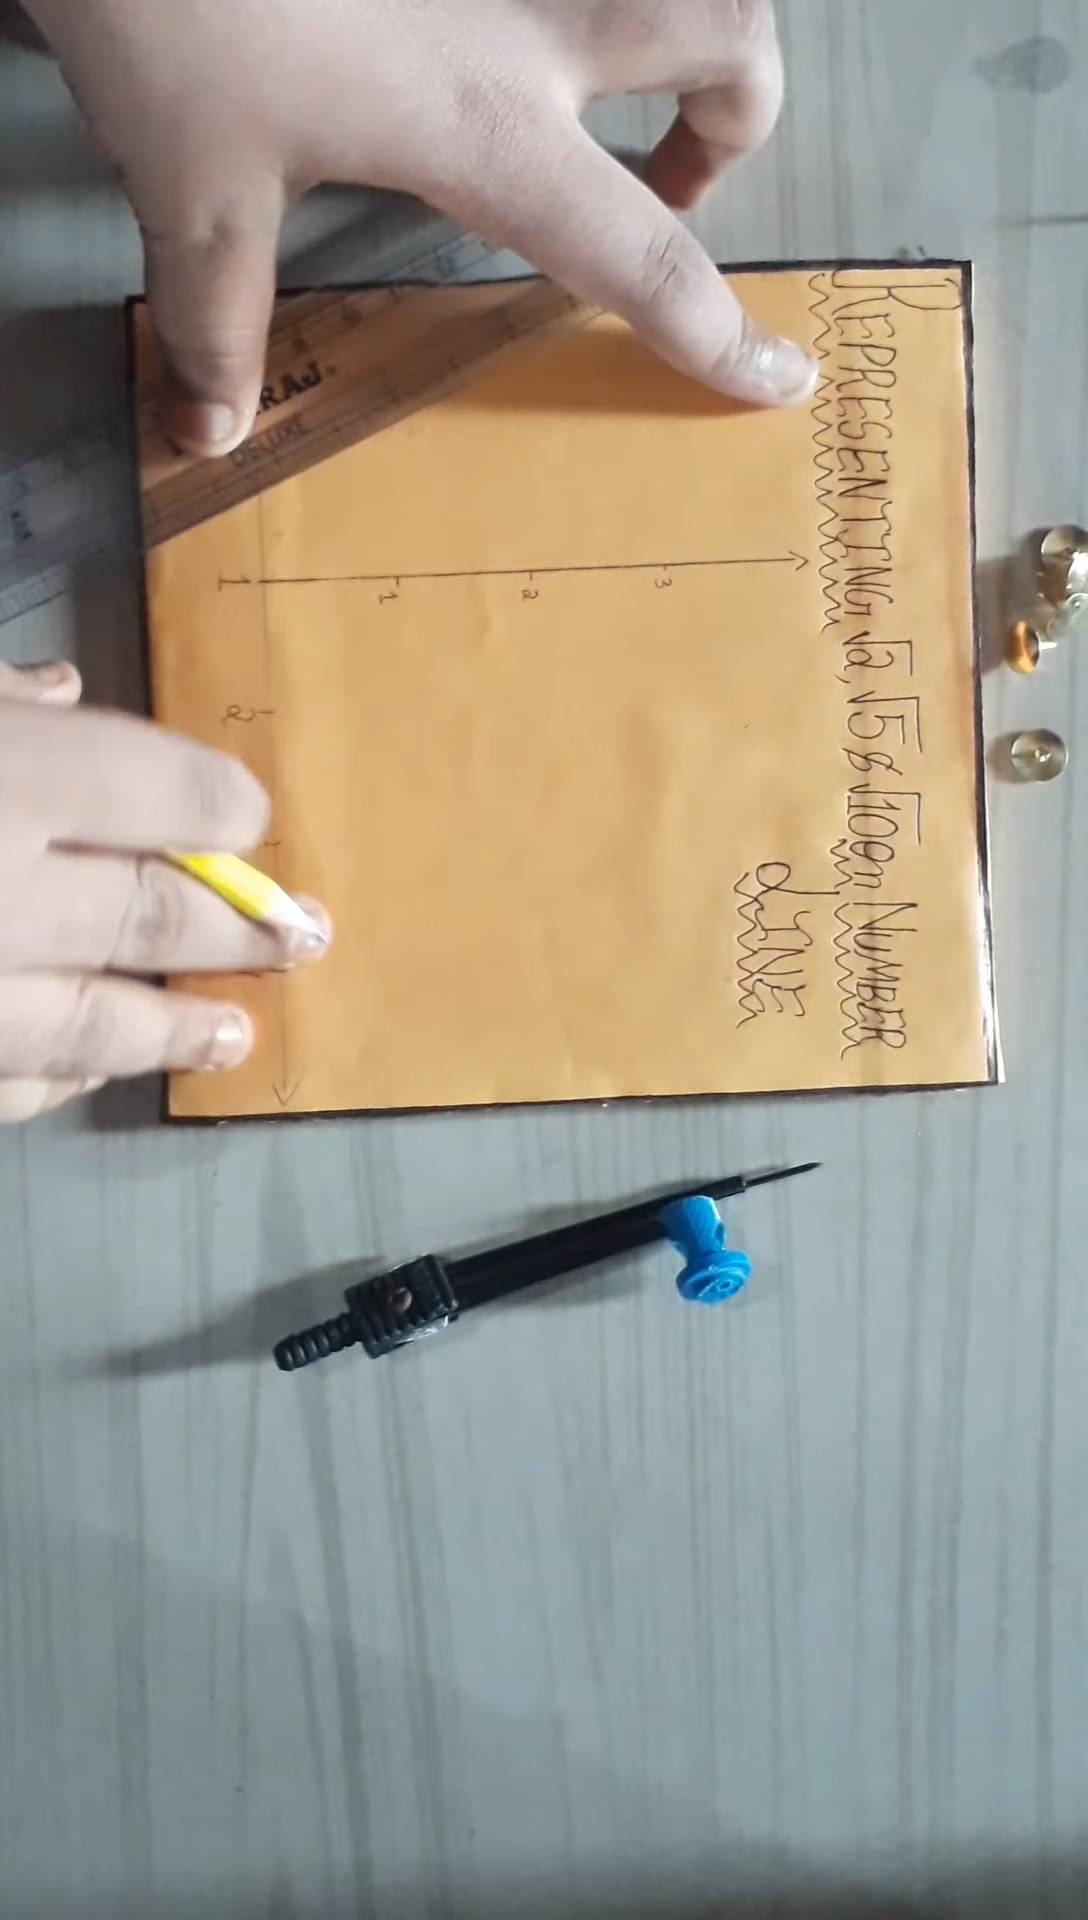 REPRESENTING √2, √5 & √10 on NUMBER
LINE
3
2
1
1
2
RAJ
DELUXE